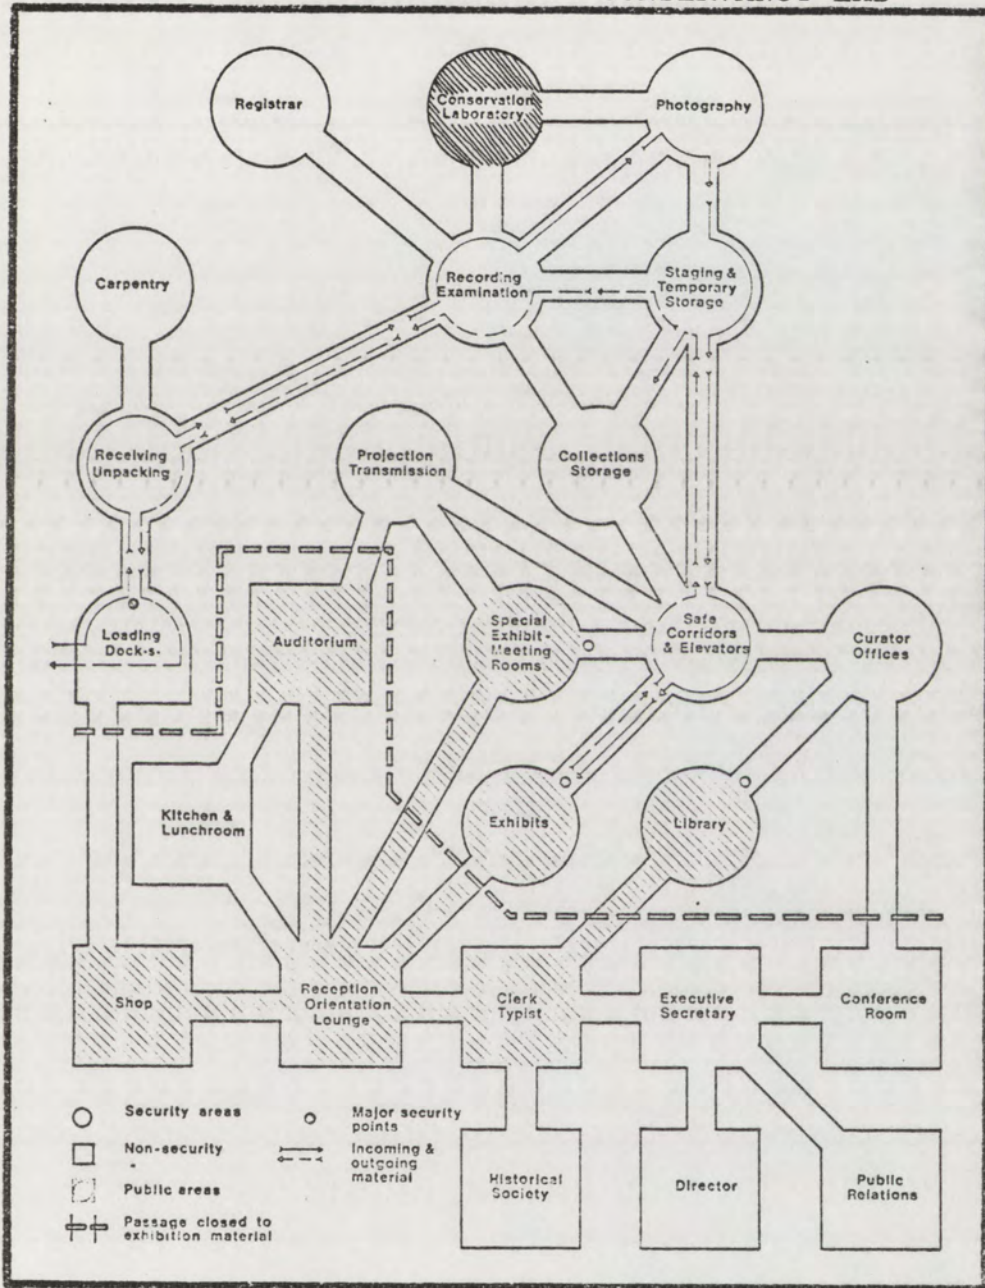 Registrar
Conservation
Laboratory
Photography
Carpentry
Recording
Examination
Staging &
Temporary
Storage
Receiving
Unpacking
Projection
Transmission
Collections
Storage
Loading
Dock-s-
Auditorium
Special
Exhibit-
Meeting
Rooms
Safe
Corridors
& Elevators
Curator
Offices
Kitchen &
Lunchroom
Exhibits
Library
Shop
Reception
Orientation
Lounge
Clerk
Typist
Executive
Secretary
Conference
Room
Historical
Society
Director
Public
Relations
Security areas
Non-security
Public areas
Passage closed to
exhibition material
Major security
points
Incoming &
outgoing
material